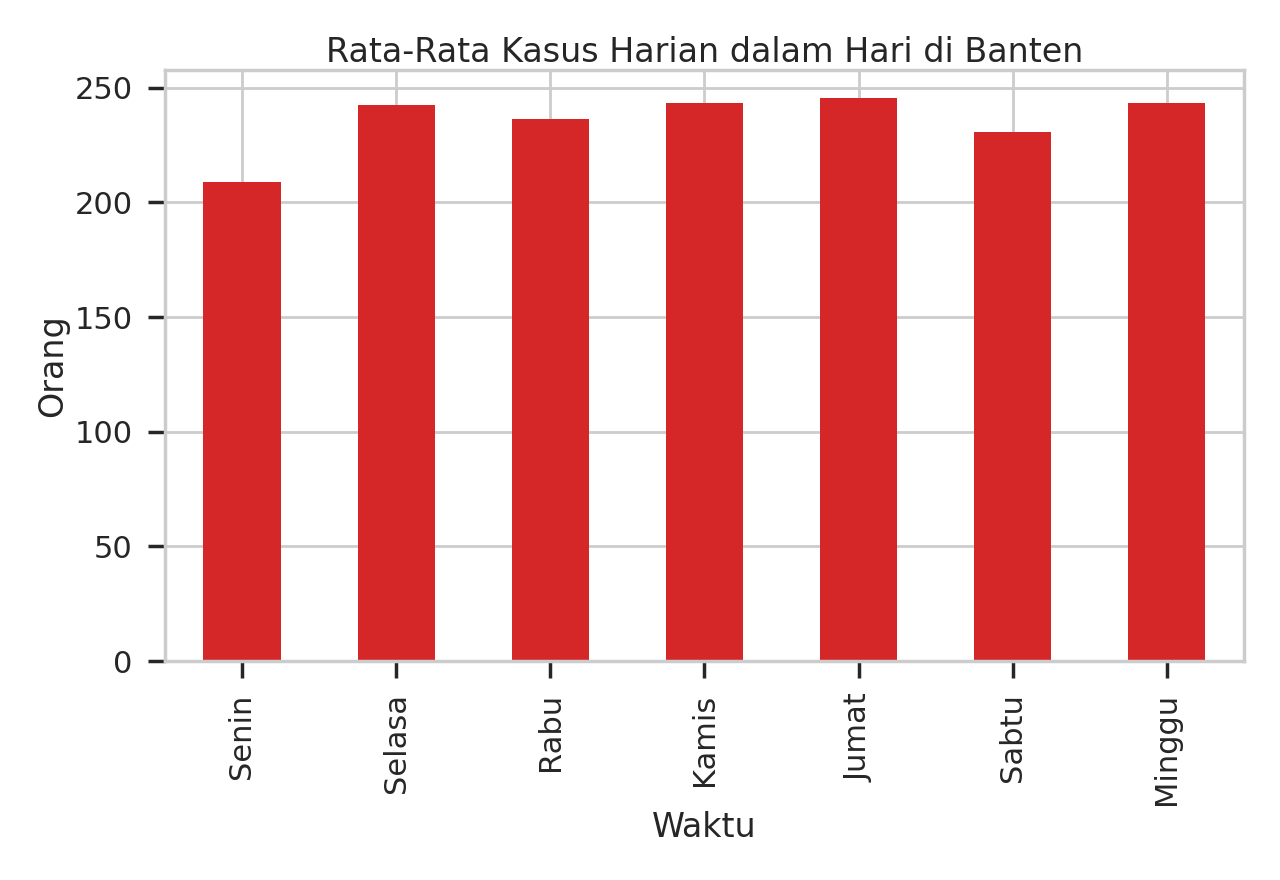 Rata-Rata Kasus Harian dalam Hari di Banten
250
200
150
100
50
0
Orang
Senin
Selasa
Rabu
Kamis
Jumat
Sabtu
Minggu
Waktu